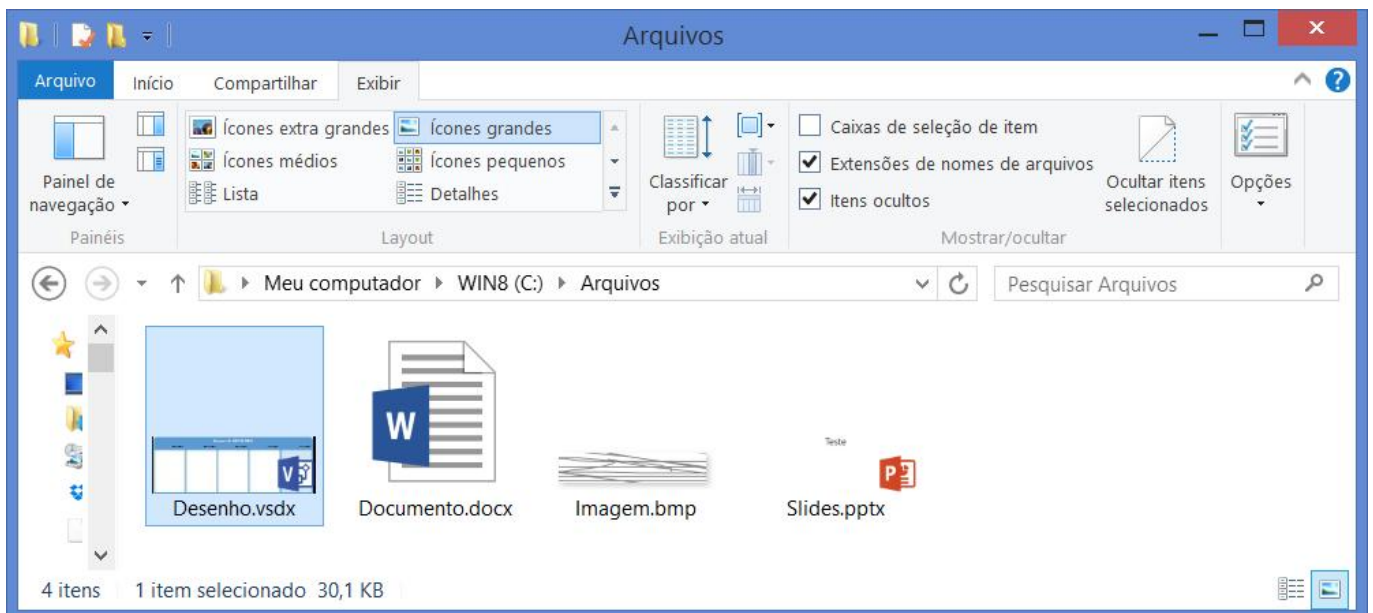 Arquivos
Arquivo Início Compartilhar Exibir
Ícones extra grandes Ícones grandes
Ícones médios Ícones pequenos
Lista Detalhes
Painel de
navegação
Classificar
por
Caixas de seleção de item
Extensões de nomes de arquivos
Itens ocultos
Ocultar itens
selecionados
Opções
Painéis Layout Exibição atual Mostrar/ocultar
Meu computador WIN8 (C:) Arquivos Pesquisar Arquivos
Teste
Desenho.vsdx Documento.docx Imagem.bmp Slides.pptx
4 itens 1 item selecionado 30,1 KB